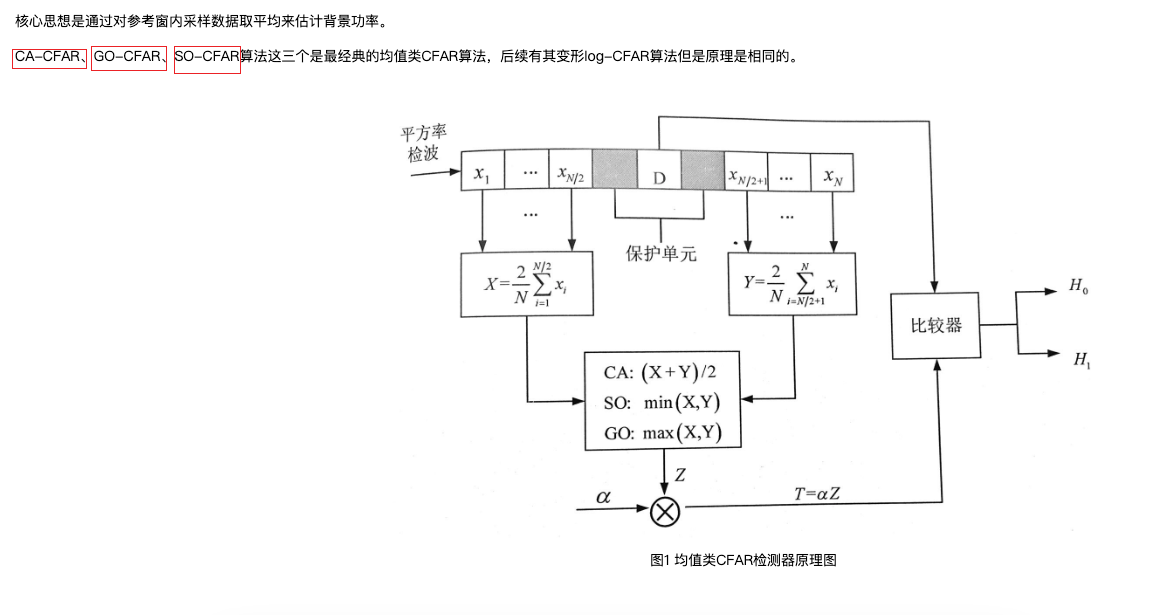 核心思想是通过对参考窗内采样数据取平均来估计背景功率。
CA-CFAR、GO-CFAR、SO-CFAR算法这三个是最经典的均值类CFAR算法，后续有其变形log-CFAR算法但是原理是相同的。
平方率
检波
x_1 ... x_{N/2} D x_{N/2+1} ... x_N
... ...
保护单元
X=\frac{2}{N}\sum_{i=1}^{N/2} x_i
Y=\frac{2}{N}\sum_{i=N/2+1}^{N} x_i
比较器
H_0
H_1
CA: (X+Y)/2
SO: min(X,Y)
GO: max(X,Y)
Z
α
T=αZ
图1 均值类CFAR检测器原理图